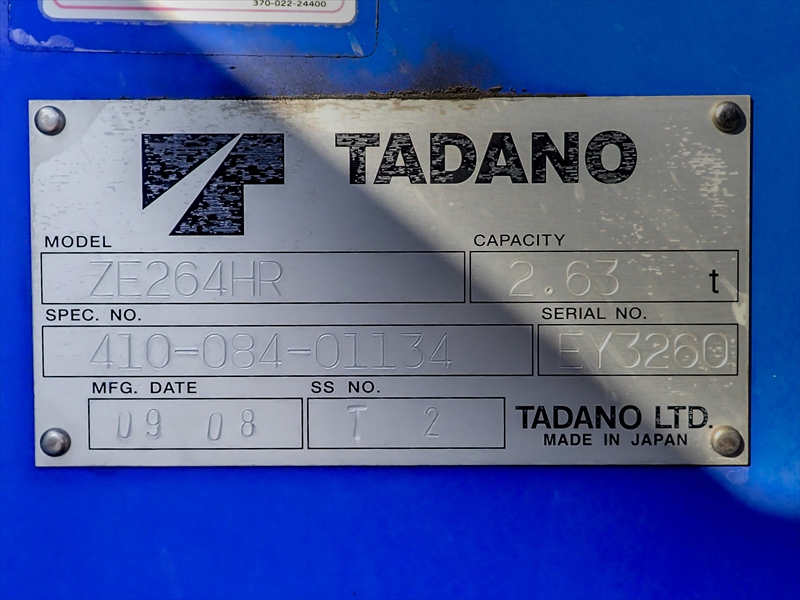 370-022-24400
TADANO
MODEL
ZE264HR
CAPACITY
2.63 t
SPEC. NO.
410-084-01134
SERIAL NO.
EY3260
MFG. DATE
09 08
SS NO.
T 2
TADANO LTD.
MADE IN JAPAN